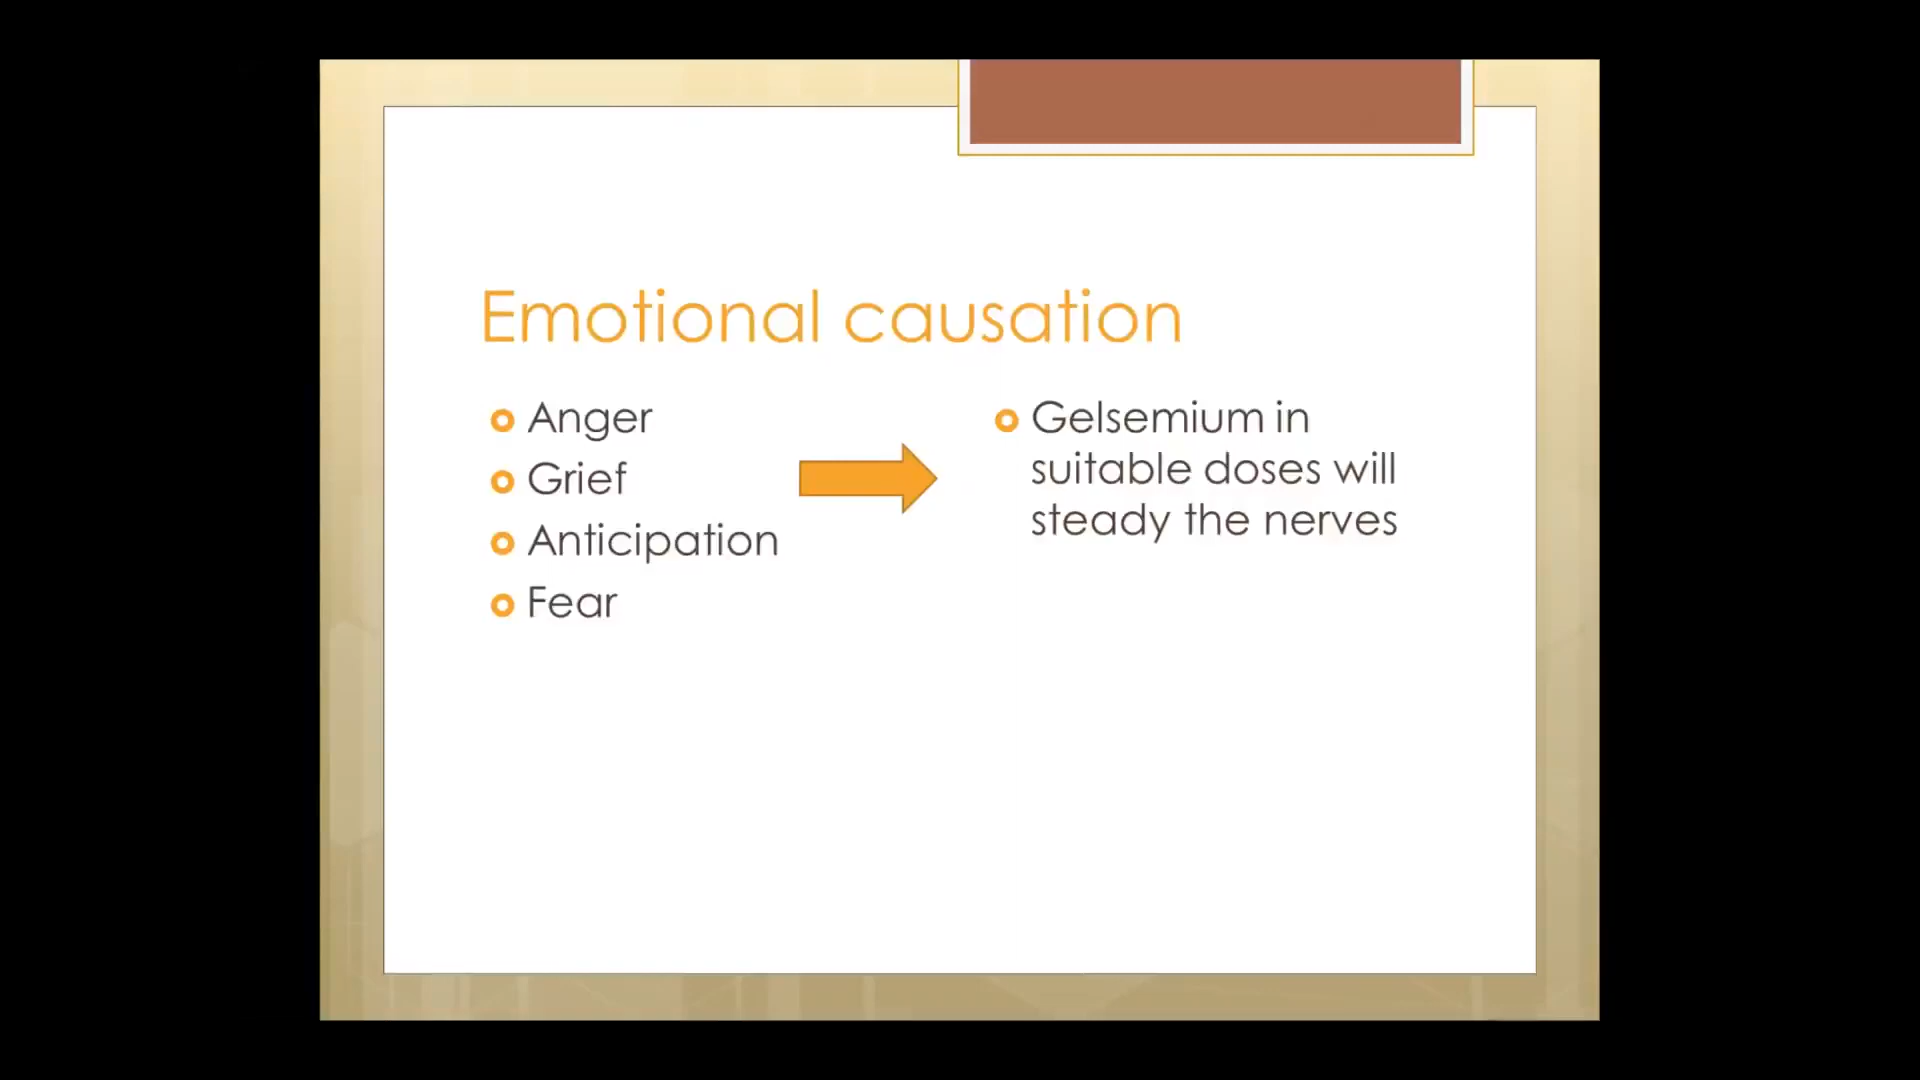 Emotional causation
Anger
Grief
Anticipation
Fear
Gelsemium in
suitable doses will
steady the nerves